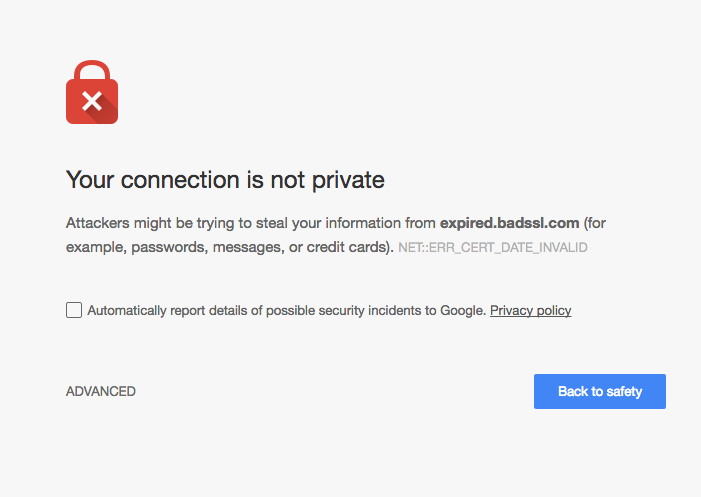 Your connection is not private
Attackers might be trying to steal your information from expired.badssl.com (for
example, passwords, messages, or credit cards). NET::ERR_CERT_DATE_INVALID
Automatically report details of possible security incidents to Google. Privacy policy
ADVANCED
Back to safety